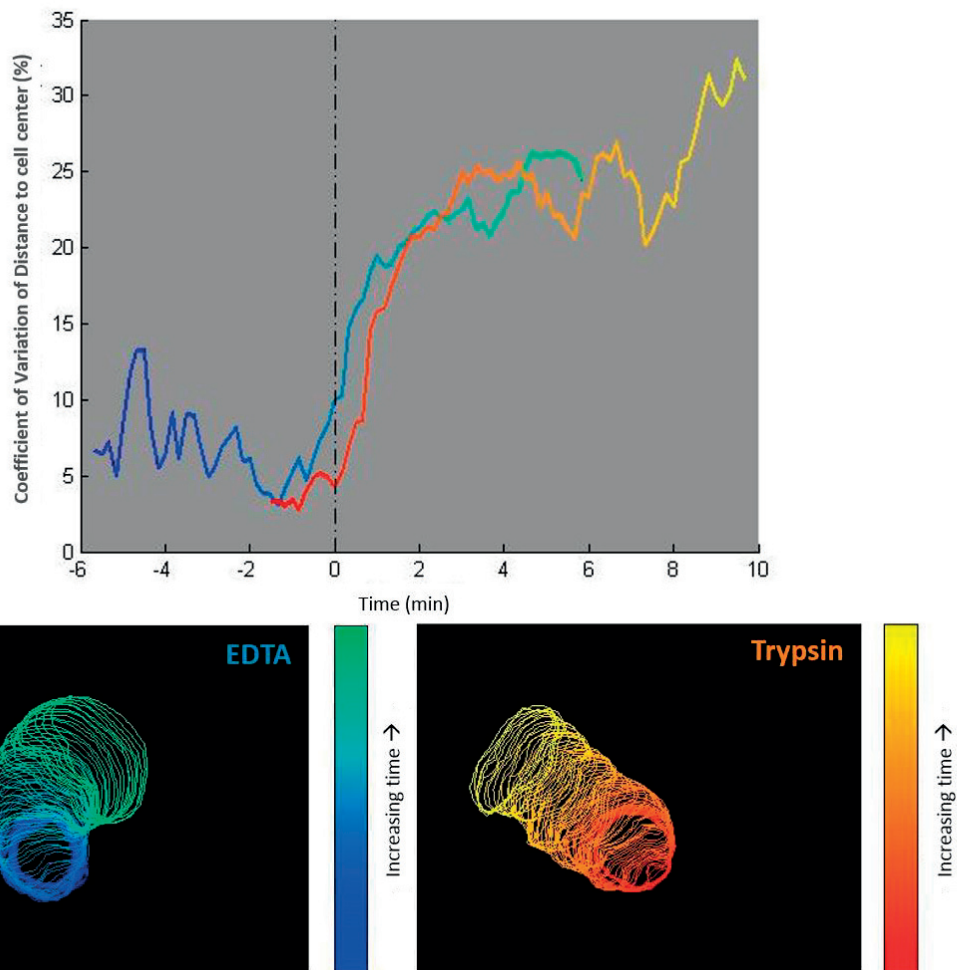 Coefficient of Variation of Distance to cell center (%)
35
30
25
20
15
10
5
0
-6 -4 -2 0 2 4 6 8 10
Time (min)
EDTA
Increasing time →
Trypsin
Increasing time →